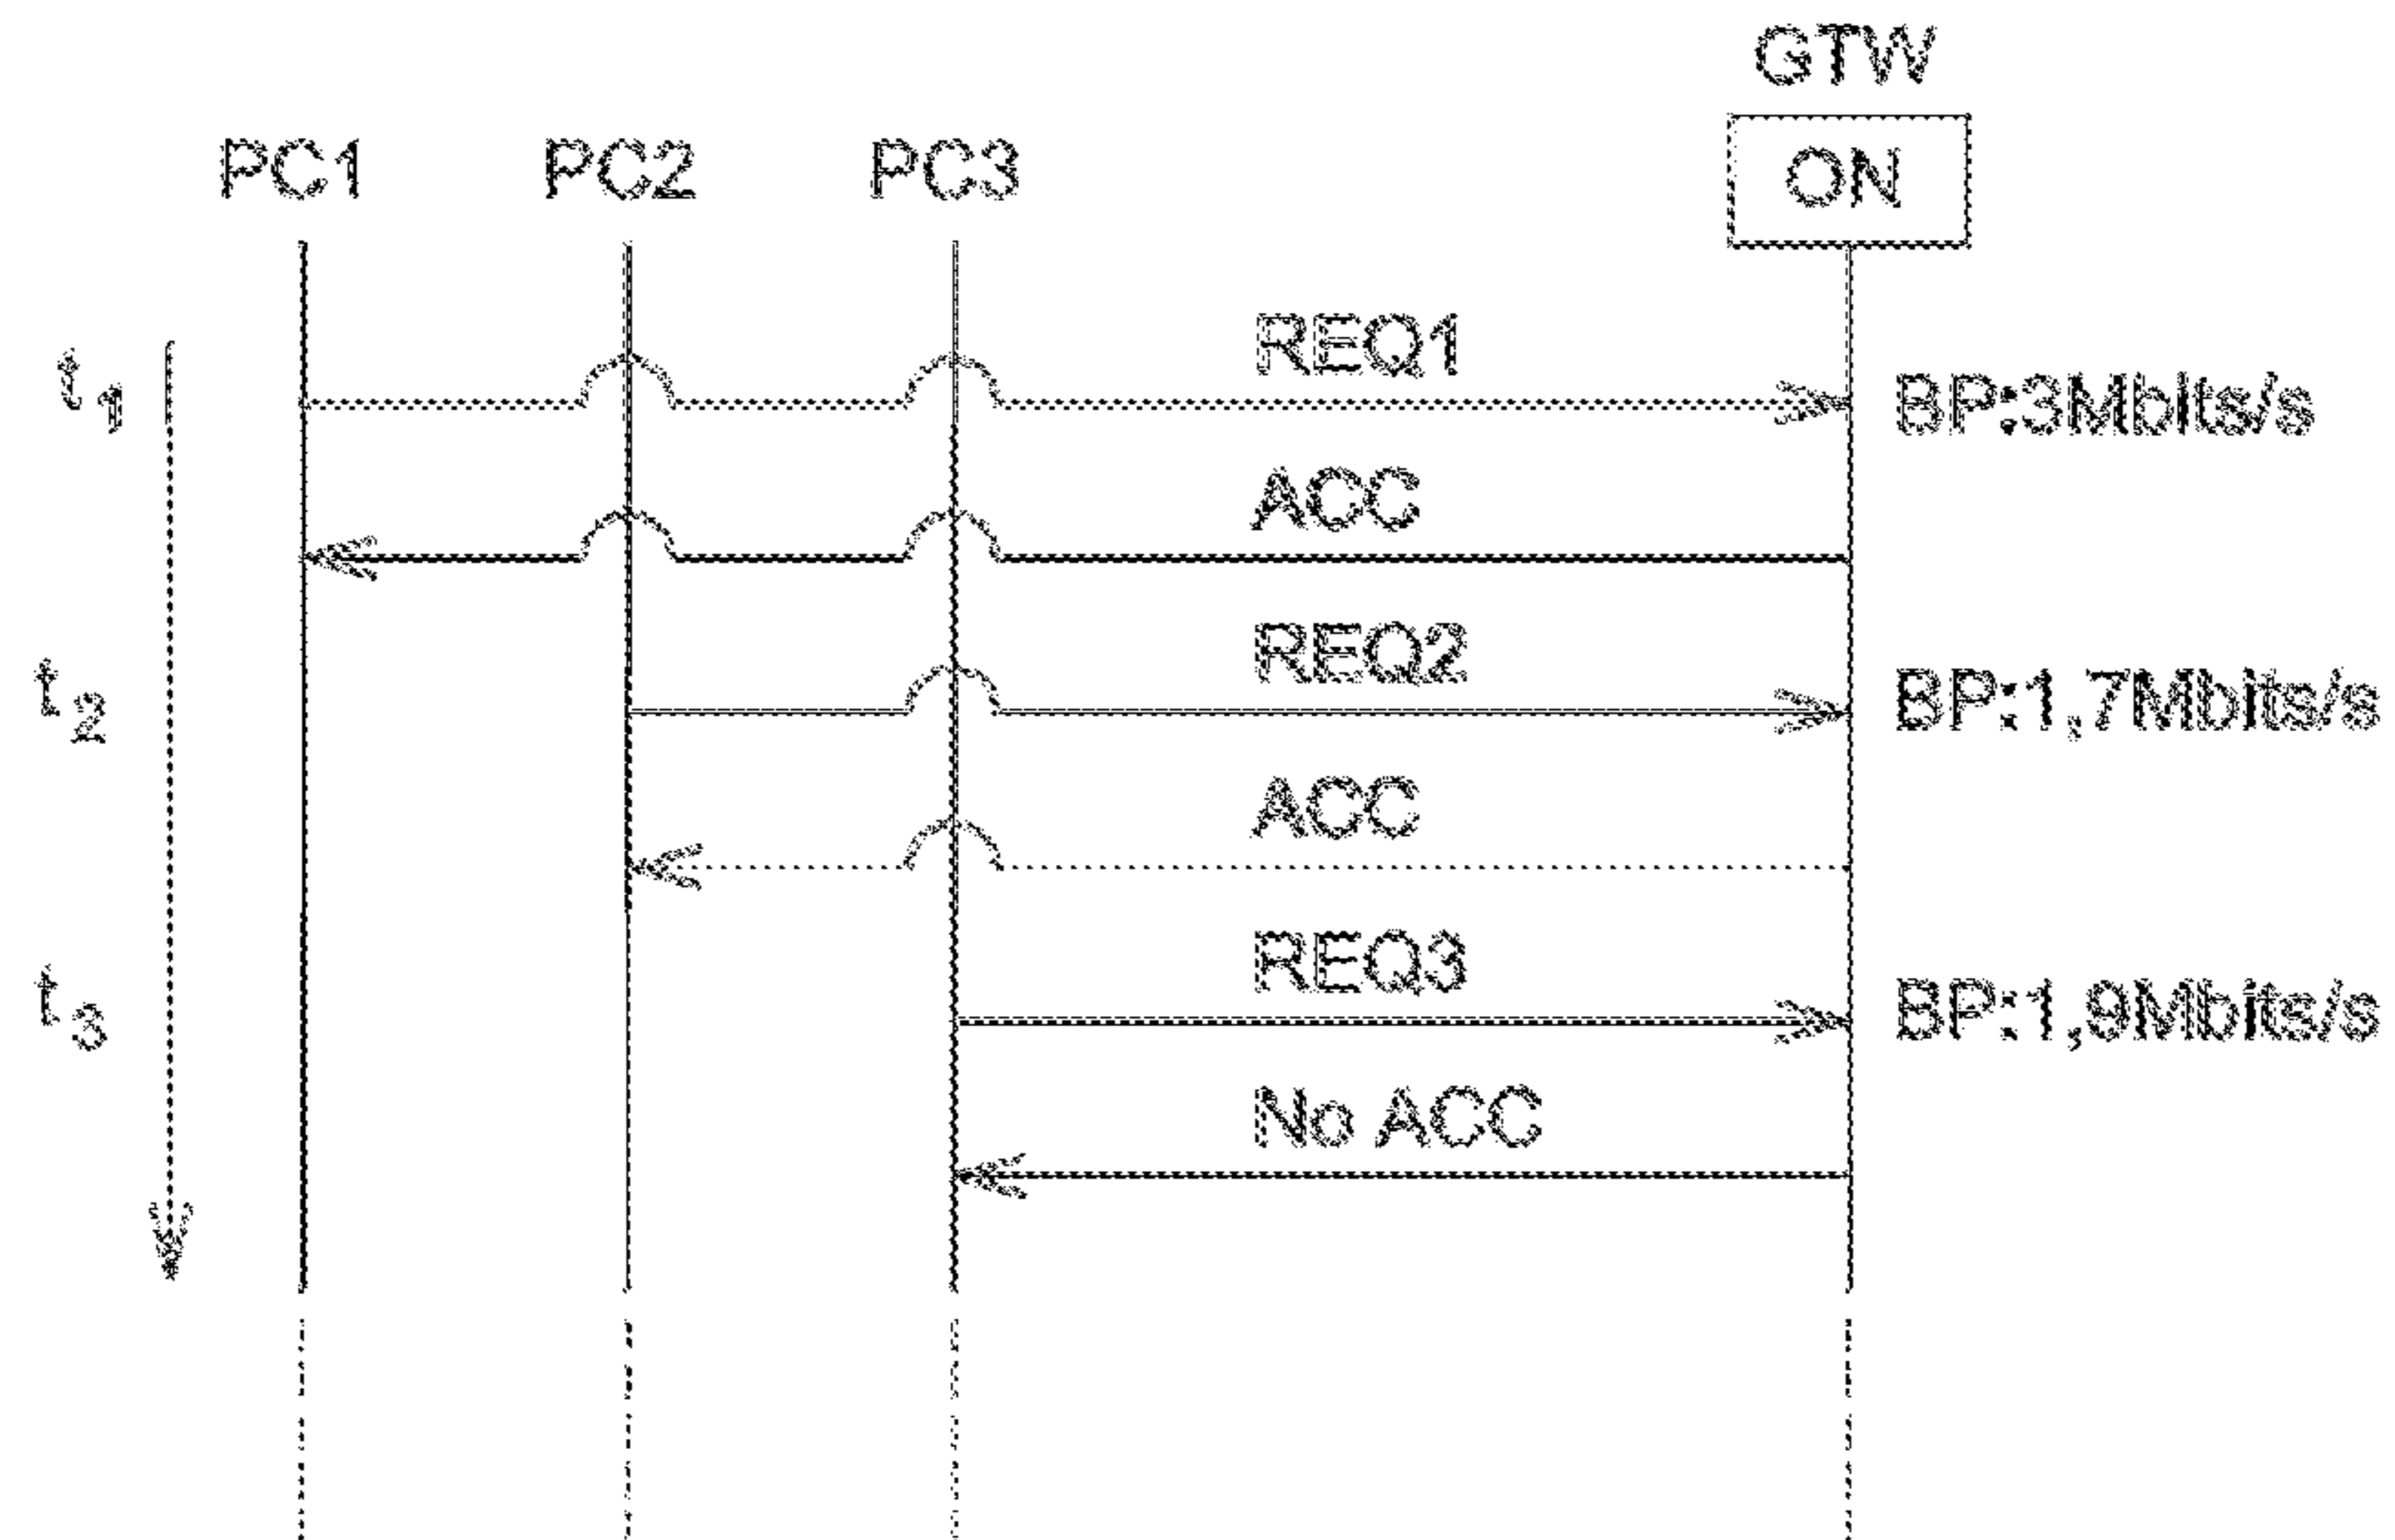 GTW
PC1 PC2 PC3 ON
REQ1
t1 BP:3Mbits/s
ACC
REQ2
t2 BP:1,7Mbits/s
ACC
REQ3
t3 BP:1,9Mbits/s
No ACC